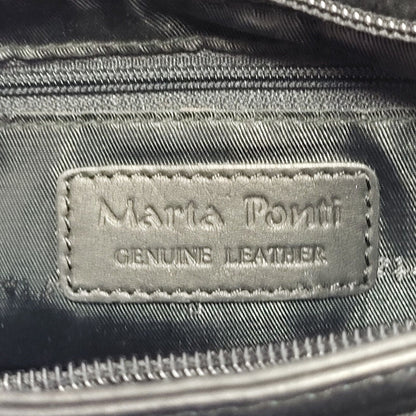 Marta Ponti
GENUINE LEATHER